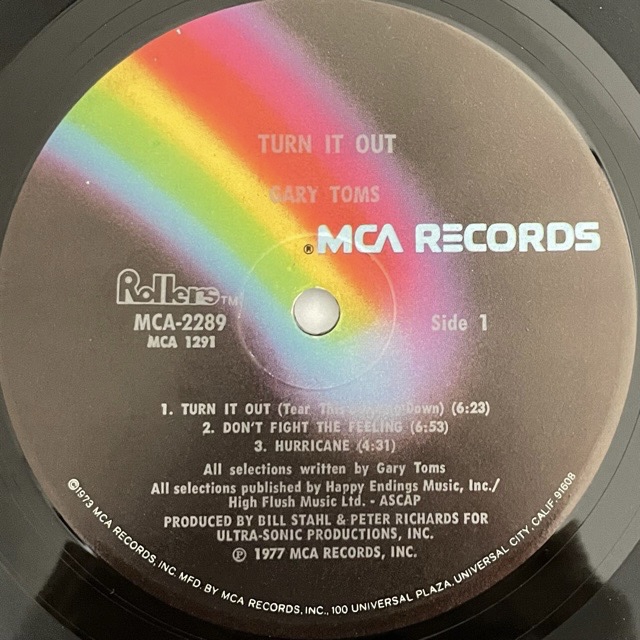 TURN IT OUT
GARY TOMS
® MCA RECORDS
Rollers TM
MCA-2289
MCA 1291
Side 1
1. TURN IT OUT (Tear This Down) (6:23)
2. DON'T FIGHT THE FEELING (6:53)
3. HURRICANE (4:31)
All selections written by Gary Toms
All selections published by Happy Endings Music, Inc./
High Flush Music Ltd. - ASCAP
PRODUCED BY BILL STAHL & PETER RICHARDS FOR
ULTRA-SONIC PRODUCTIONS, INC.
℗ 1977 MCA RECORDS, INC.
©1973 MCA RECORDS, INC. MFD. BY MCA RECORDS, INC., 100 UNIVERSAL PLAZA, UNIVERSAL CITY, CALIF. 91608